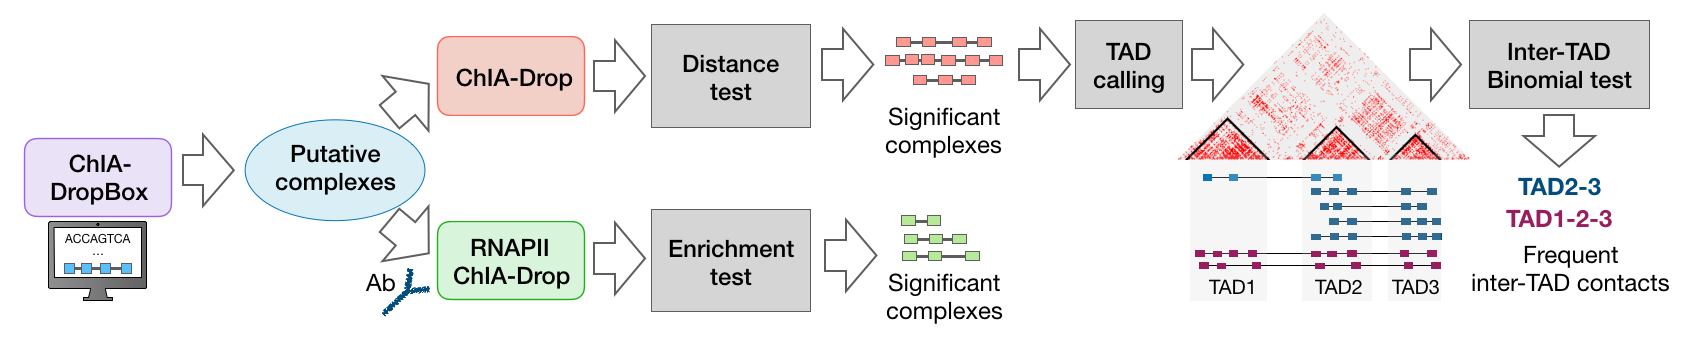 ChIA-
DropBox
ACCAGTCA
...
Putative
complexes
ChIA-Drop
Distance
test
Significant
complexes
TAD
calling
Inter-TAD
Binomial test
TAD2-3
TAD1-2-3
Frequent
inter-TAD contacts
TAD1
TAD2
TAD3
Ab
RNAPII
ChIA-Drop
Enrichment
test
Significant
complexes